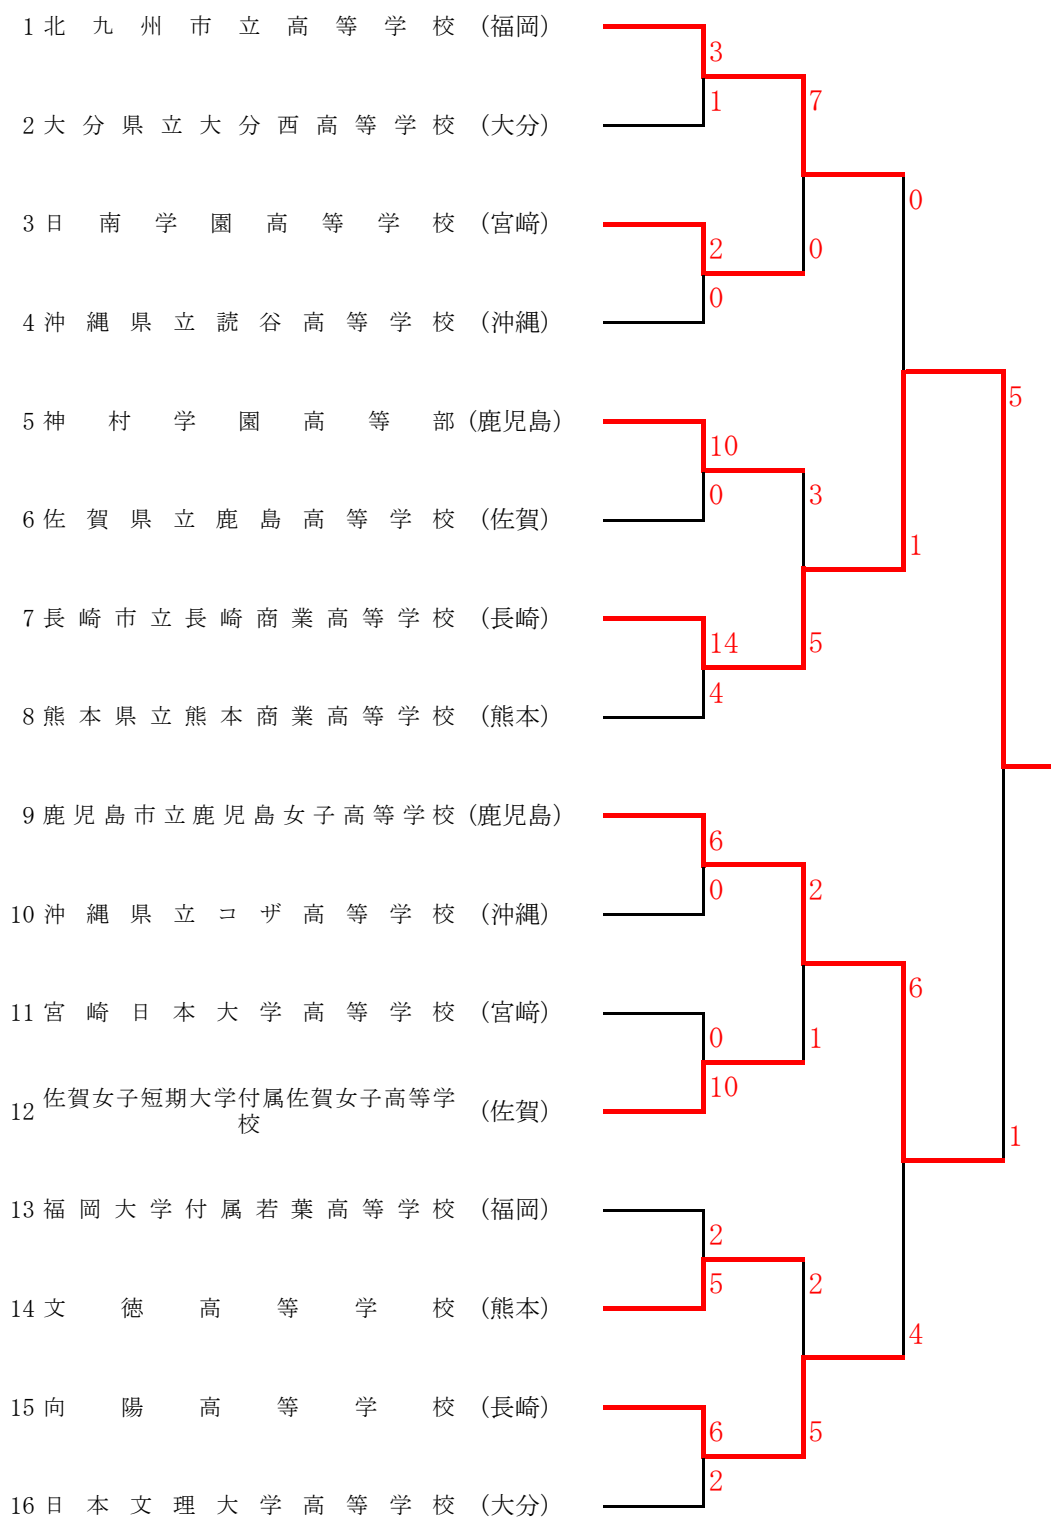 1 北九州市立高等学校 (福岡)
3
1
7
2 大分県立大分西高等学校 (大分)
0
3 日南学園高等学校 (宮崎)
2
0
0
4 沖縄県立読谷高等学校 (沖縄)
5
5 神村学園高等部 (鹿児島)
10
0
3
6 佐賀県立鹿島高等学校 (佐賀)
1
7 長崎市立長崎商業高等学校 (長崎)
14
5
4
8 熊本県立熊本商業高等学校 (熊本)
9 鹿児島市立鹿児島女子高等学校 (鹿児島)
6
0
2
10 沖縄県立コザ高等学校 (沖縄)
6
11 宮崎日本大学高等学校 (宮崎)
0
1
10
12 佐賀女子短期大学付属佐賀女子高等学
校 (佐賀)
1
13 福岡大学付属若葉高等学校 (福岡)
2
5
2
14 文徳高等学校 (熊本)
4
15 向陽高等学校 (長崎)
6
5
2
16 日本文理大学高等学校 (大分)